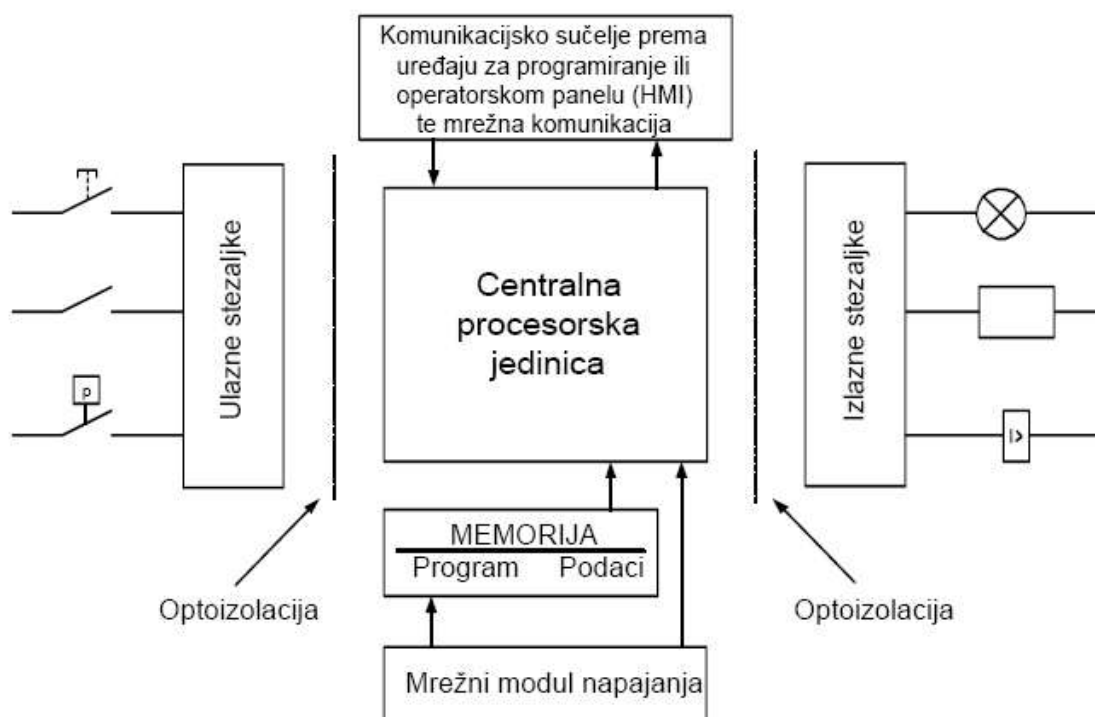 Komunikacijsko sučelje prema
uređaju za programiranje ili
operatorskom panelu (HMI)
te mrežna komunikacija
Ulazne stezaljke
p
Centralna
procesorska
jedinica
Izlazne stezaljke
I>
MEMORIJA
Program Podaci
Optoizolacija
Optoizolacija
Mrežni modul napajanja